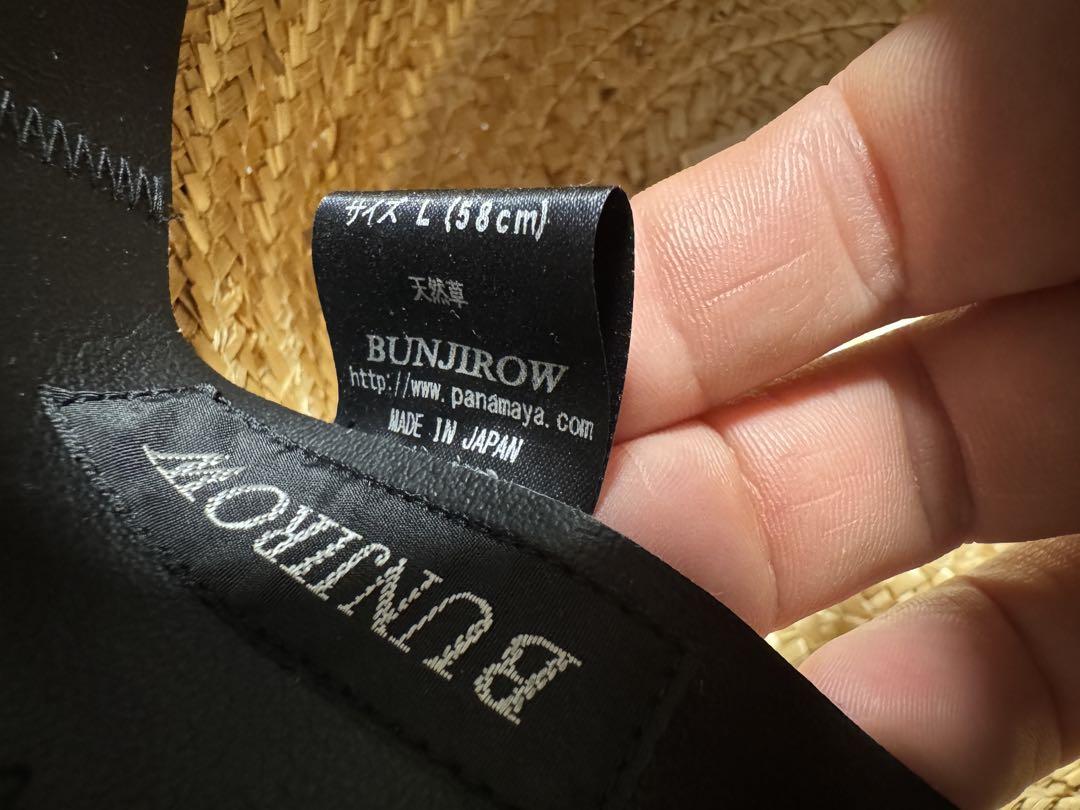 サイズ L (58cm)
天然草
BUNJIROW
http://www.panamaya.com
MADE IN JAPAN
BUNJIROW